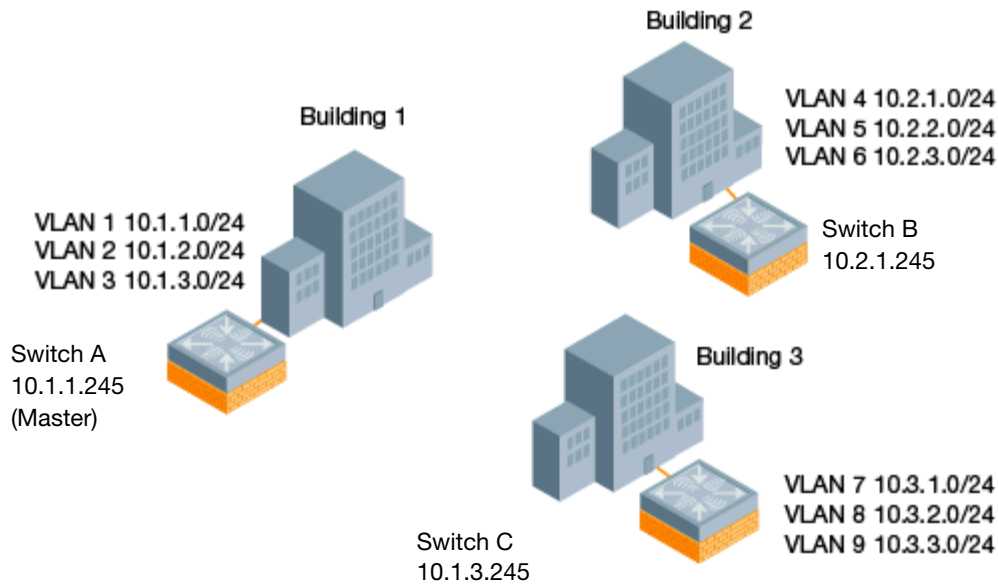 Building 2
VLAN 4 10.2.1.0/24
VLAN 5 10.2.2.0/24
VLAN 6 10.2.3.0/24
Switch B
10.2.1.245
Building 1
VLAN 1 10.1.1.0/24
VLAN 2 10.1.2.0/24
VLAN 3 10.1.3.0/24
Switch A
10.1.1.245
(Master)
Building 3
VLAN 7 10.3.1.0/24
VLAN 8 10.3.2.0/24
VLAN 9 10.3.3.0/24
Switch C
10.1.3.245